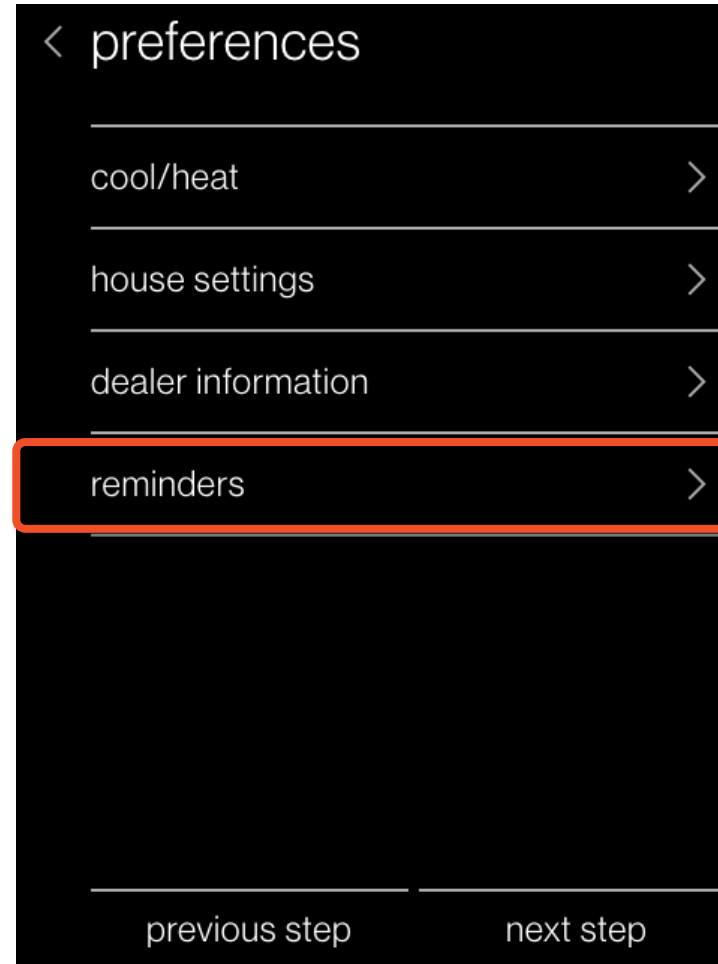 preferences
cool/heat
house settings
dealer information
reminders
previous step next step